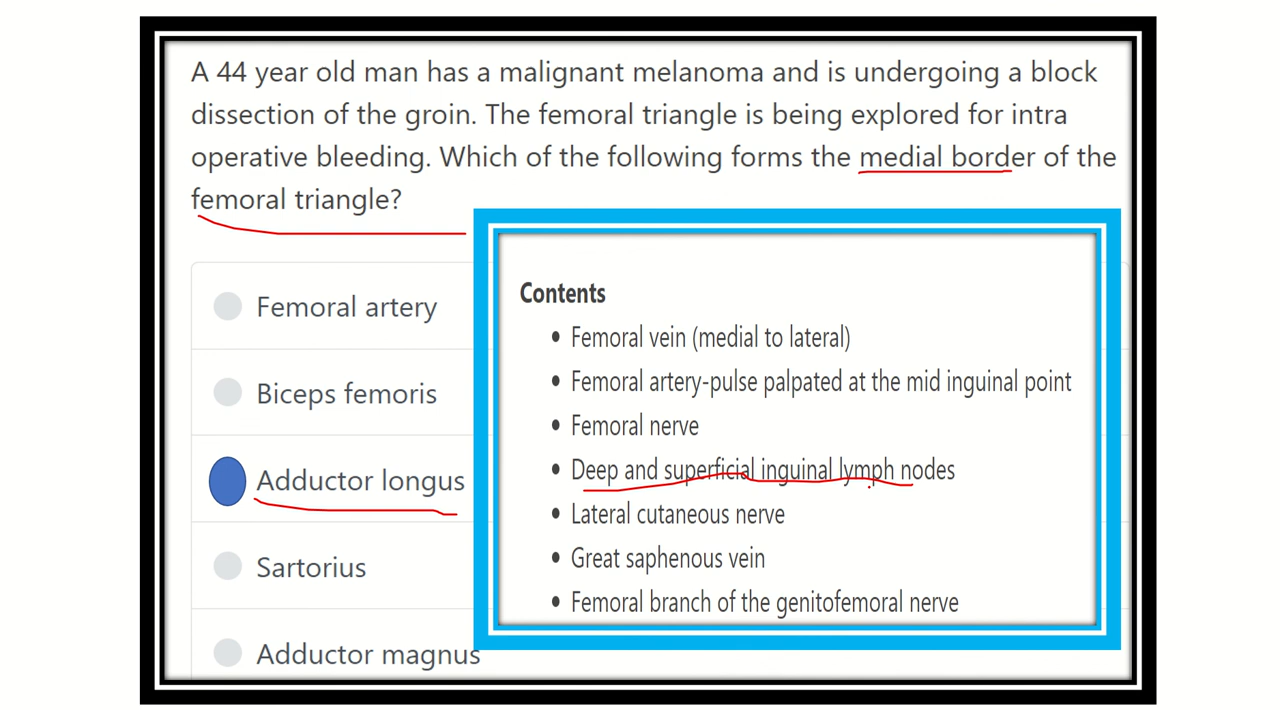 A 44 year old man has a malignant melanoma and is undergoing a block
dissection of the groin. The femoral triangle is being explored for intra
operative bleeding. Which of the following forms the medial border of the
femoral triangle?
Femoral artery
Biceps femoris
Adductor longus
Sartorius
Adductor magnus
Contents
• Femoral vein (medial to lateral)
• Femoral artery-pulse palpated at the mid inguinal point
• Femoral nerve
• Deep and superficial inguinal lymph nodes
• Lateral cutaneous nerve
• Great saphenous vein
• Femoral branch of the genitofemoral nerve